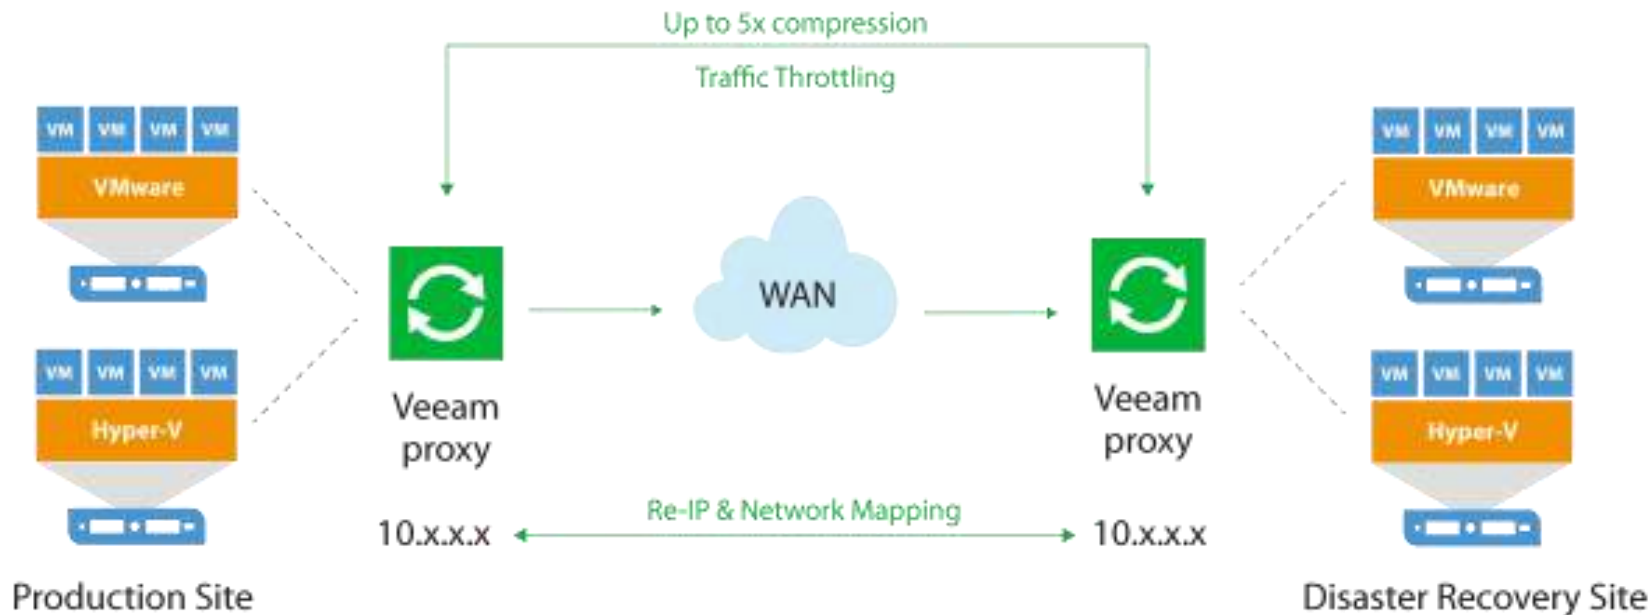 Up to 5x compression
Traffic Throttling
VM VM VM VM
VMware
VM VM VM VM
Hyper-V
Veeam
proxy
10.x.x.x
Production Site
WAN
Re-IP & Network Mapping
Veeam
proxy
10.x.x.x
VM VM VM VM
VMware
VM VM VM VM
Hyper-V
Disaster Recovery Site